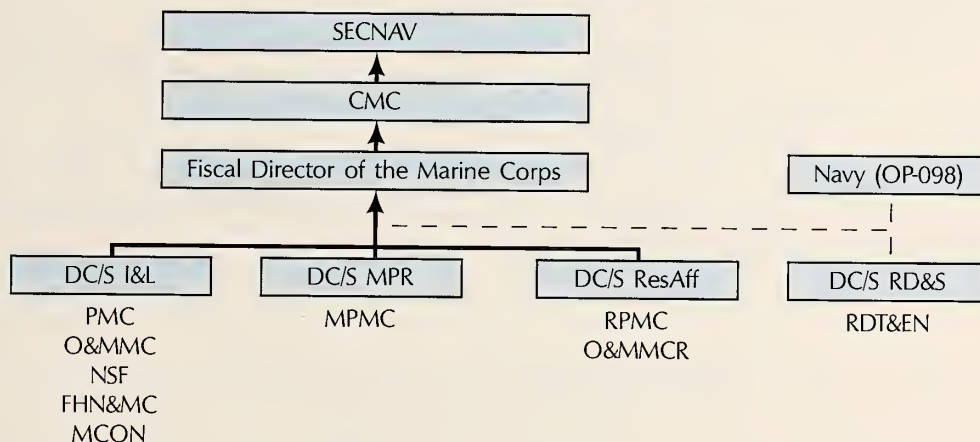 SECNAV
CMC
Fiscal Director of the Marine Corps
Navy (OP-098)
DC/S I&L
DC/S MPR
DC/S ResAff
DC/S RD&S
PMC
MPMC
RPMC
RDT&EN
O&MMC
O&MMCR
NSF
FHN&MC
MCON